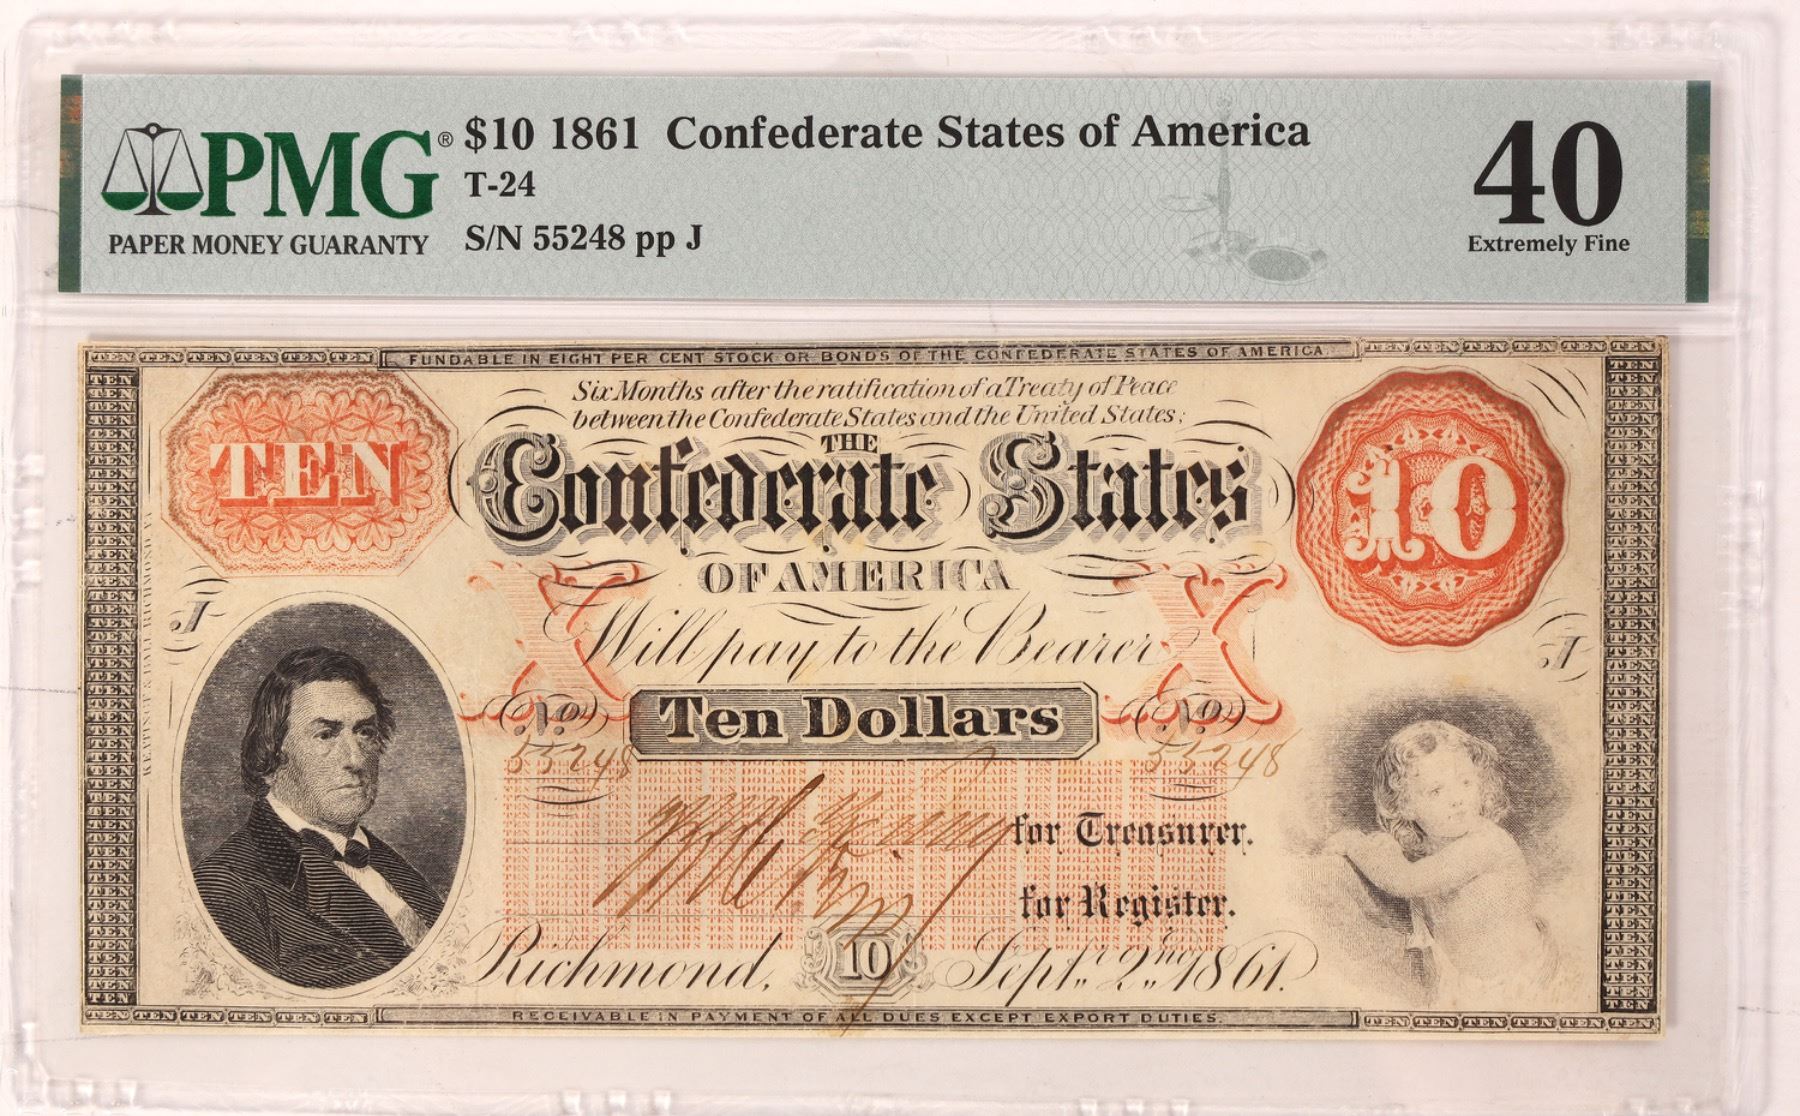 PMG® $10 1861 Confederate States of America
T-24
S/N 55248 pp J
PAPER MONEY GUARANTY
40
Extremely Fine
FUNDABLE IN EIGHT PER CENT STOCK OR BONDS OF THE CONFEDERATE STATES OF AMERICA
Six Months after the ratification of a Treaty of Peace
between the Confederate States and the United States;
TEN
THE
Confederate States
10
OF AMERICA
J
X
X
Will pay to the Bearer
J
No.
Ten Dollars
No.
55248
55248
for Treasurer.
for Register.
Richmond,
10
Sept. 2nd 1861.
RECEIVABLE IN PAYMENT OF ALL DUES EXCEPT EXPORT DUTIES.
RICHMOND VA